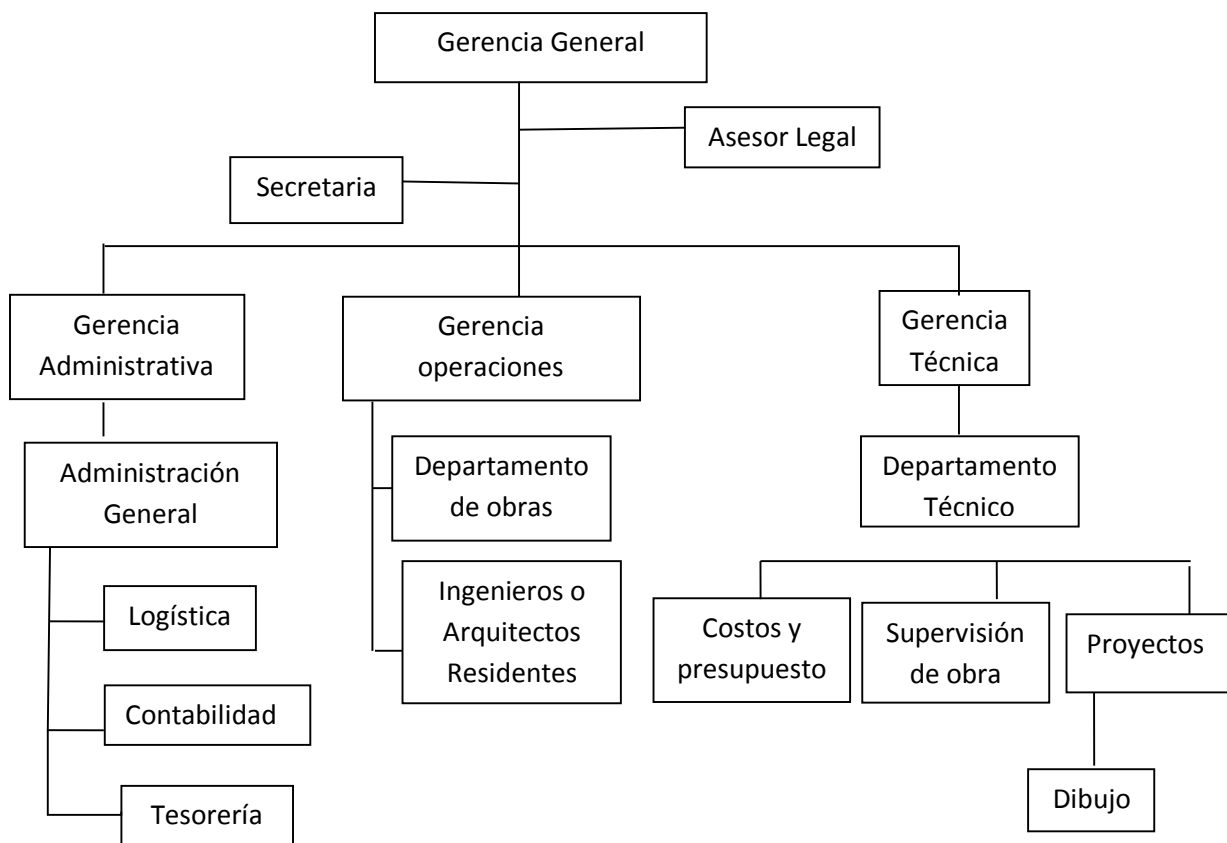 Gerencia General
Asesor Legal
Secretaria
Gerencia
Administrativa
Gerencia
operaciones
Gerencia
Técnica
Administración
General
Departamento
de obras
Departamento
Técnico
Logística
Ingenieros o
Arquitectos
Residentes
Costos y
presupuesto
Supervisión
de obra
Proyectos
Contabilidad
Tesorería
Dibujo